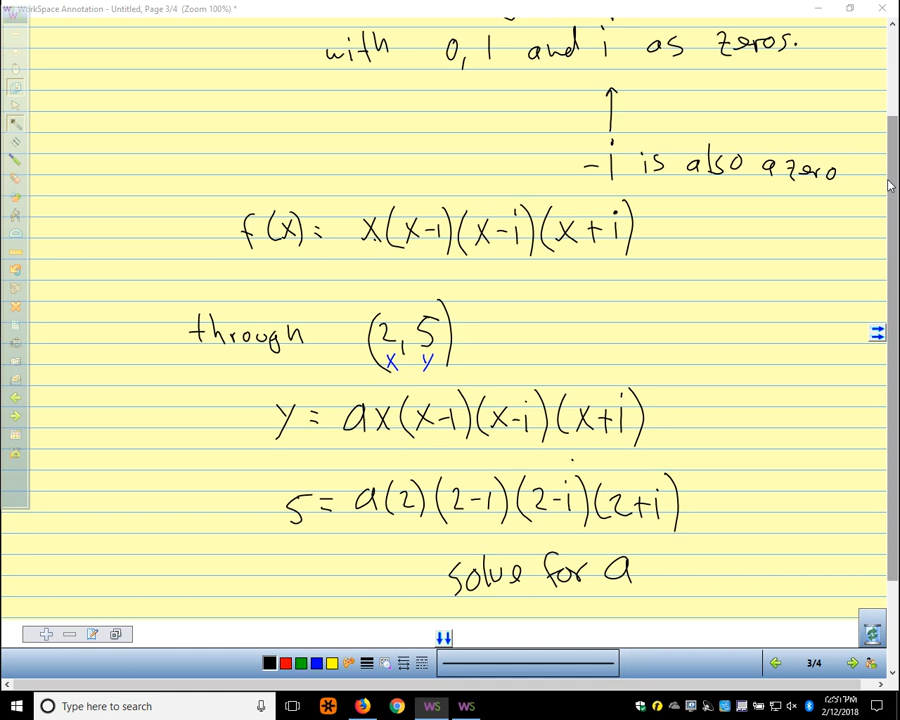 WorkSpace Annotation - Untitled, Page 3/4 (Zoom 100%) *
with 0, 1 and i as zeros.
-i is also a zero
f(x) = x(x-1)(x-i)(x+i)
through (2, 5)
x y
y = ax(x-1)(x-i)(x+i)
5 = a(2)(2-1)(2-i)(2+i)
solve for a
3/4
Type here to search
WS WS
2/12/2018